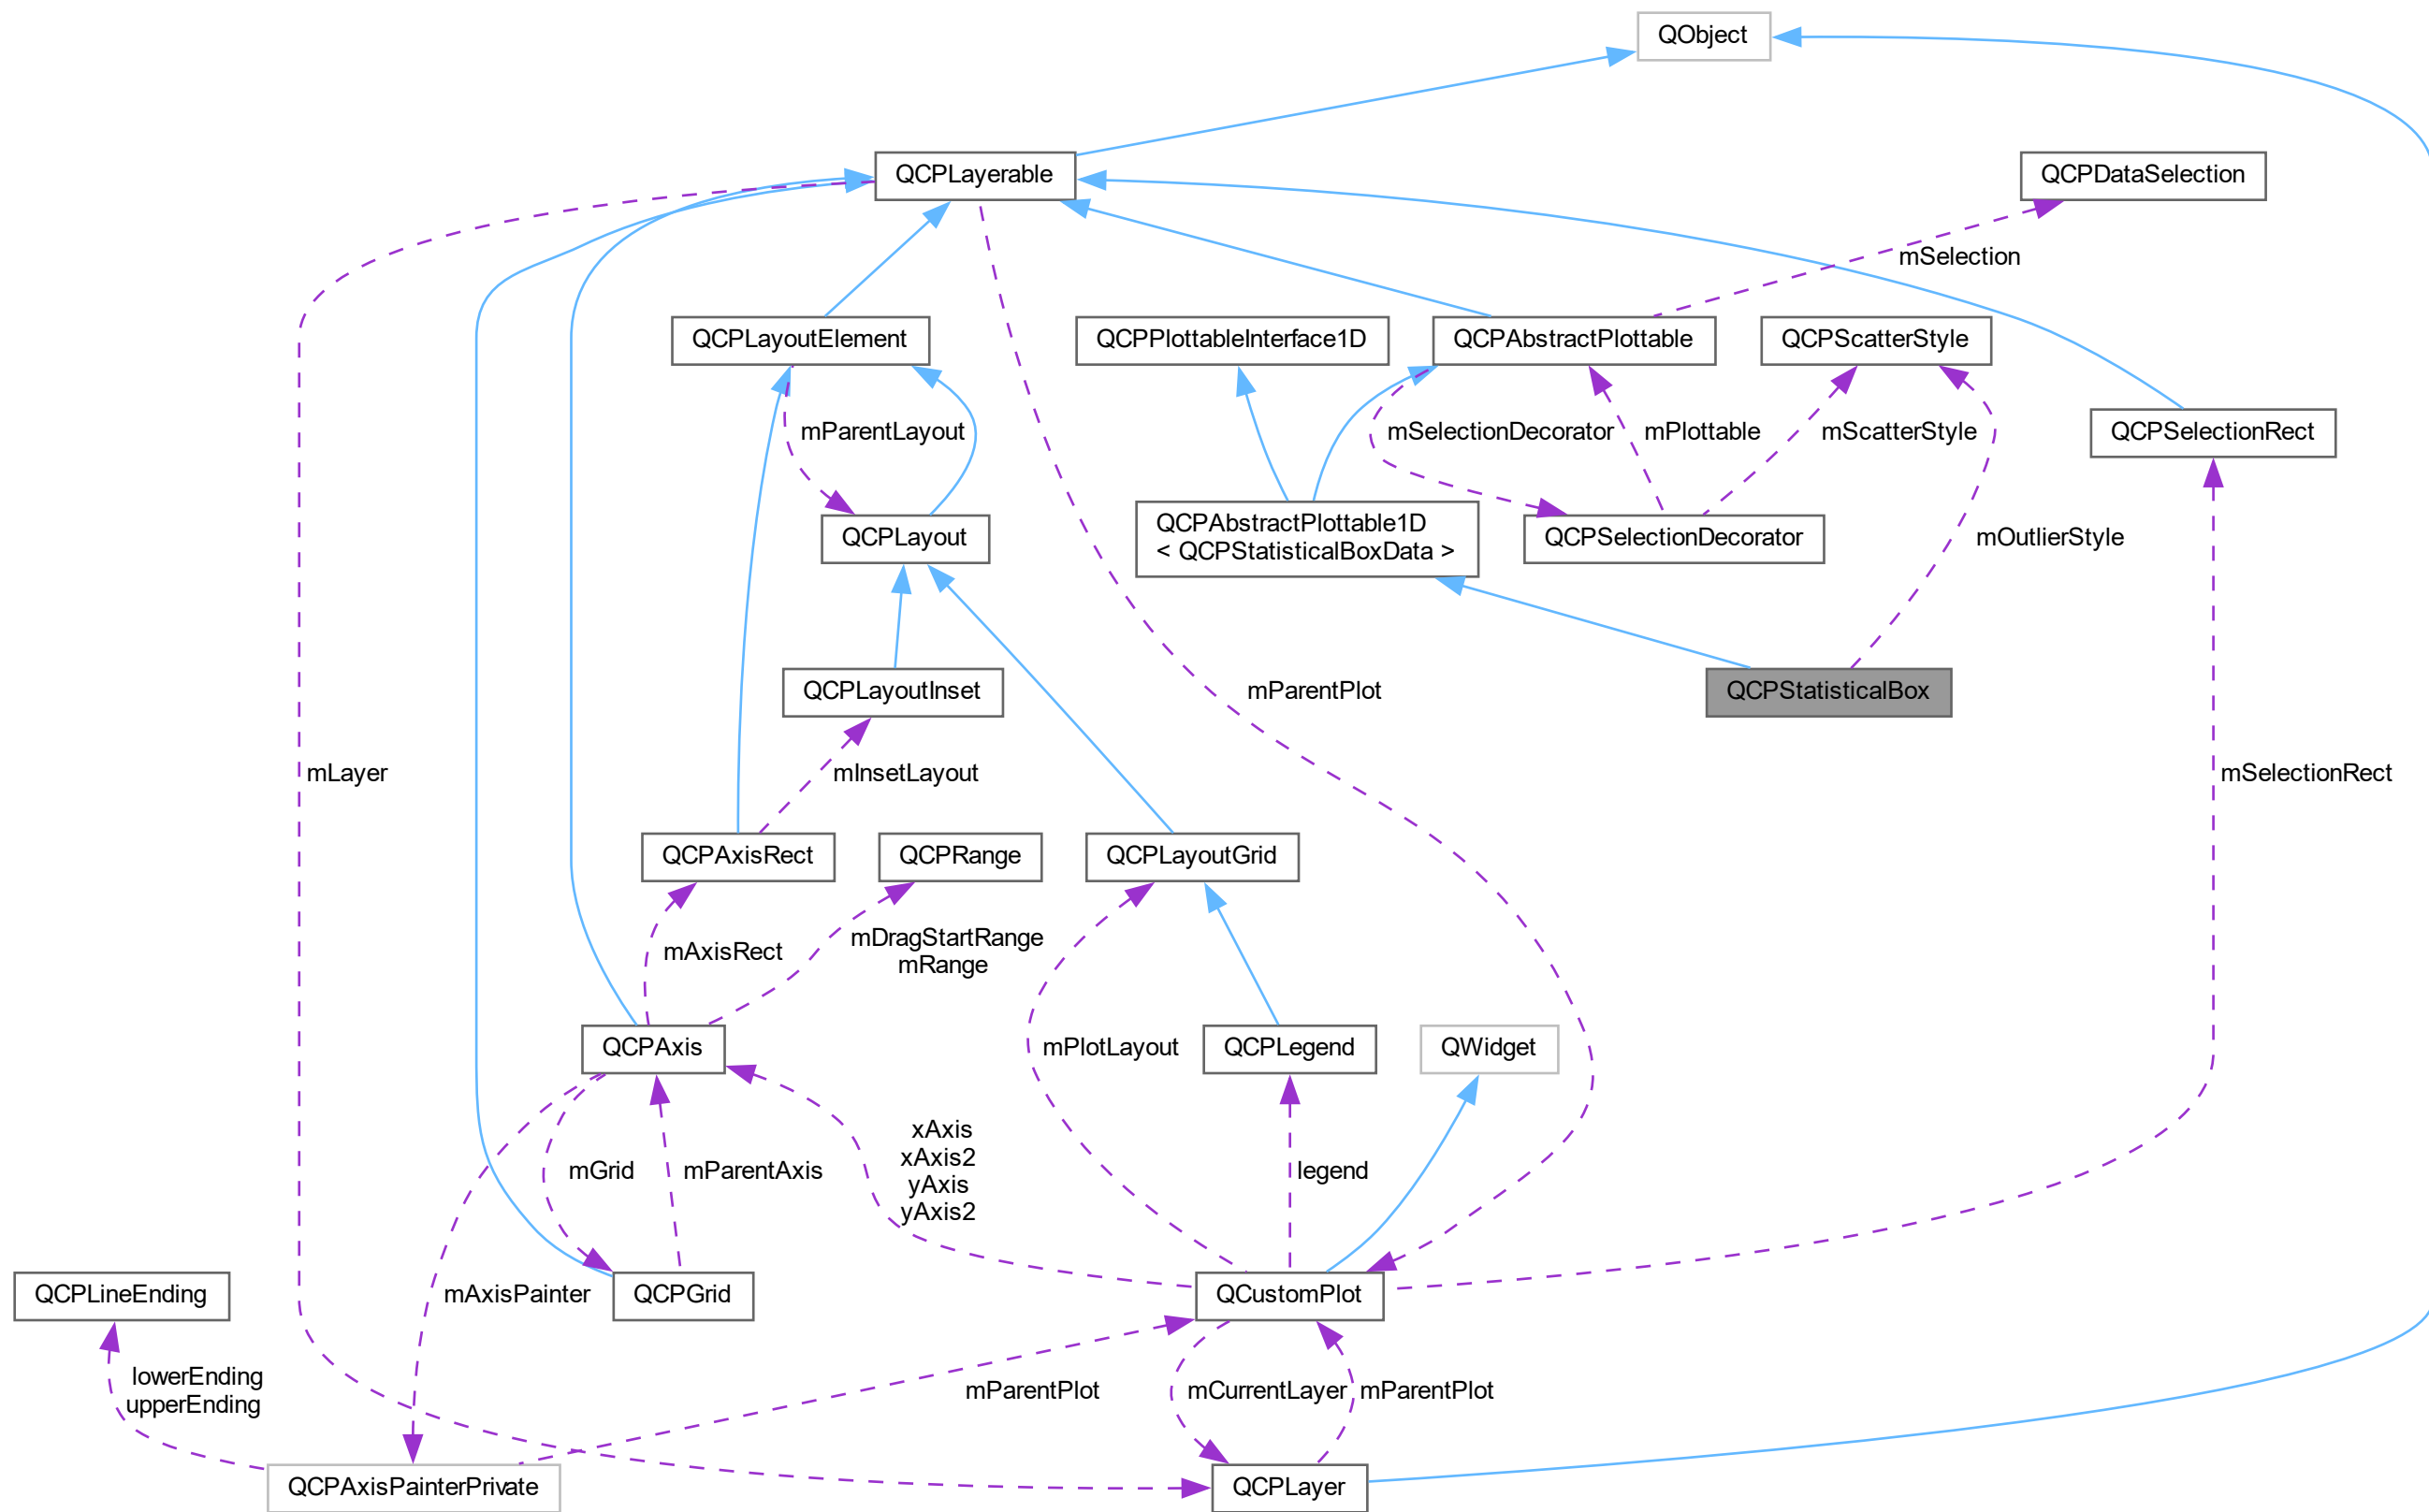 QObject
QCPLayerable
QCPDataSelection
mSelection
QCPLayoutElement
QCPPlottableInterface1D
QCPAbstractPlottable
QCPScatterStyle
mParentLayout
mSelectionDecorator
mPlottable
mScatterStyle
QCPSelectionRect
QCPLayout
QCPAbstractPlottable1D
< QCPStatisticalBoxData >
QCPSelectionDecorator
mOutlierStyle
QCPLayoutInset
mParentPlot
QCPStatisticalBox
mLayer
mInsetLayout
mSelectionRect
QCPAxisRect
QCPRange
QCPLayoutGrid
mAxisRect
mDragStartRange
mRange
QCPAxis
mPlotLayout
QCPLegend
QWidget
mGrid
mParentAxis
xAxis
xAxis2
yAxis
yAxis2
legend
QCPLineEnding
mAxisPainter
QCPGrid
QCustomPlot
lowerEnding
upperEnding
mParentPlot
mCurrentLayer
mParentPlot
QCPAxisPainterPrivate
QCPLayer